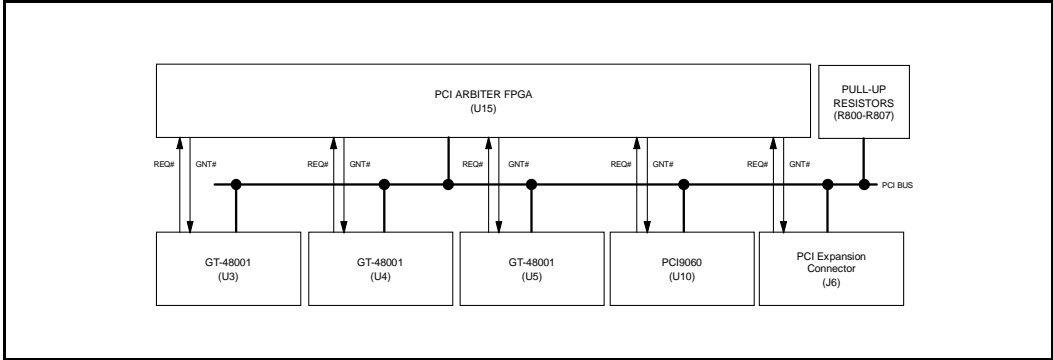 PCI ARBITER FPGA
(U15)
PULL-UP
RESISTORS
(R800-R807)
REQ# GNT# REQ# GNT# REQ# GNT# REQ# GNT# REQ# GNT#
PCI BUS
GT-48001
(U3)
GT-48001
(U4)
GT-48001
(U5)
PCI9060
(U10)
PCI Expansion
Connector
(J6)